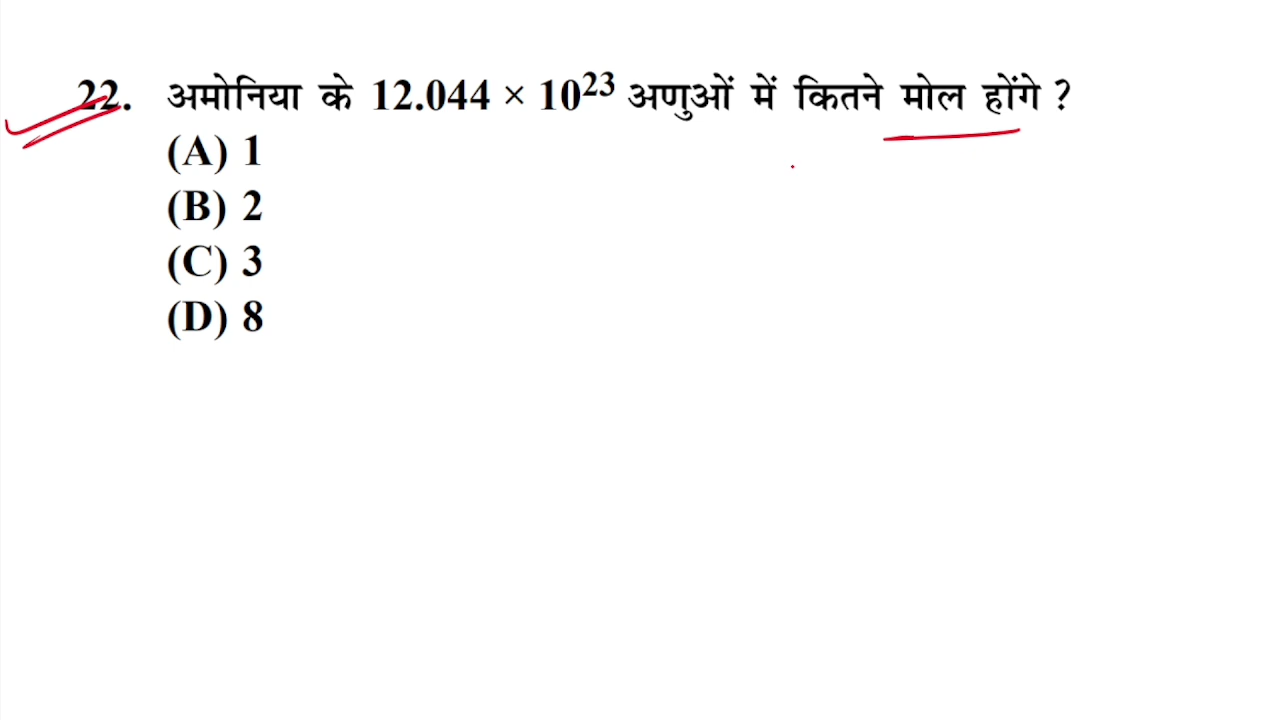 22. अमोनिया के 12.044 × 10²³ अणुओं में कितने मोल होंगे ?
(A) 1
(B) 2
(C) 3
(D) 8